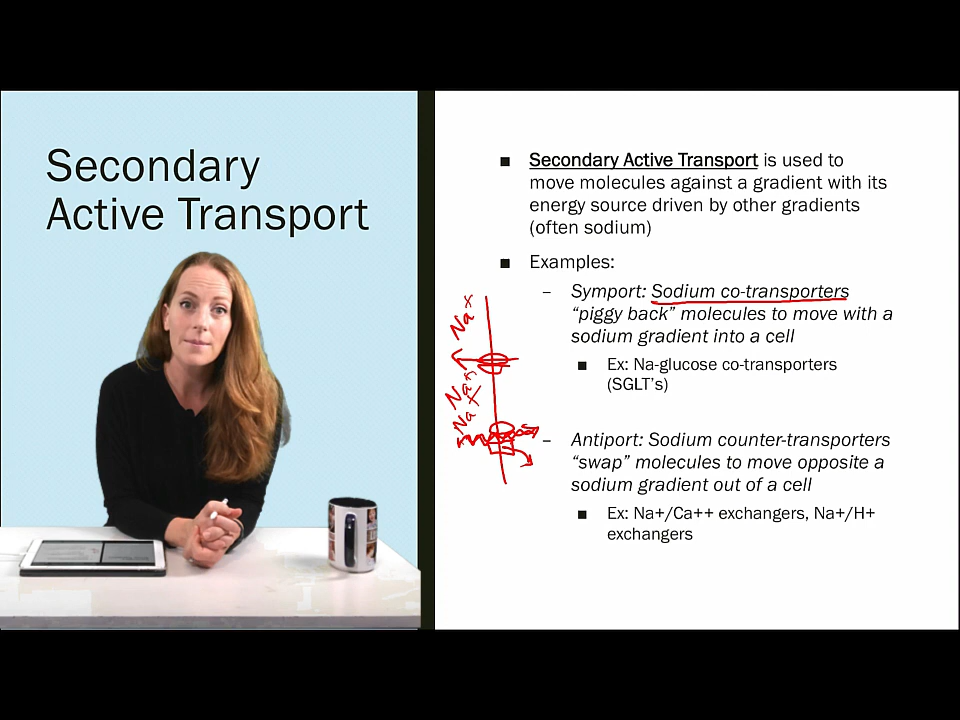 Secondary
Active Transport
■ Secondary Active Transport is used to
move molecules against a gradient with its
energy source driven by other gradients
(often sodium)
■ Examples:
– Symport: Sodium co-transporters
“piggy back” molecules to move with a
sodium gradient into a cell
■ Ex: Na-glucose co-transporters
(SGLT’s)
– Antiport: Sodium counter-transporters
“swap” molecules to move opposite a
sodium gradient out of a cell
■ Ex: Na+/Ca++ exchangers, Na+/H+
exchangers
Na+
Na+
Na+